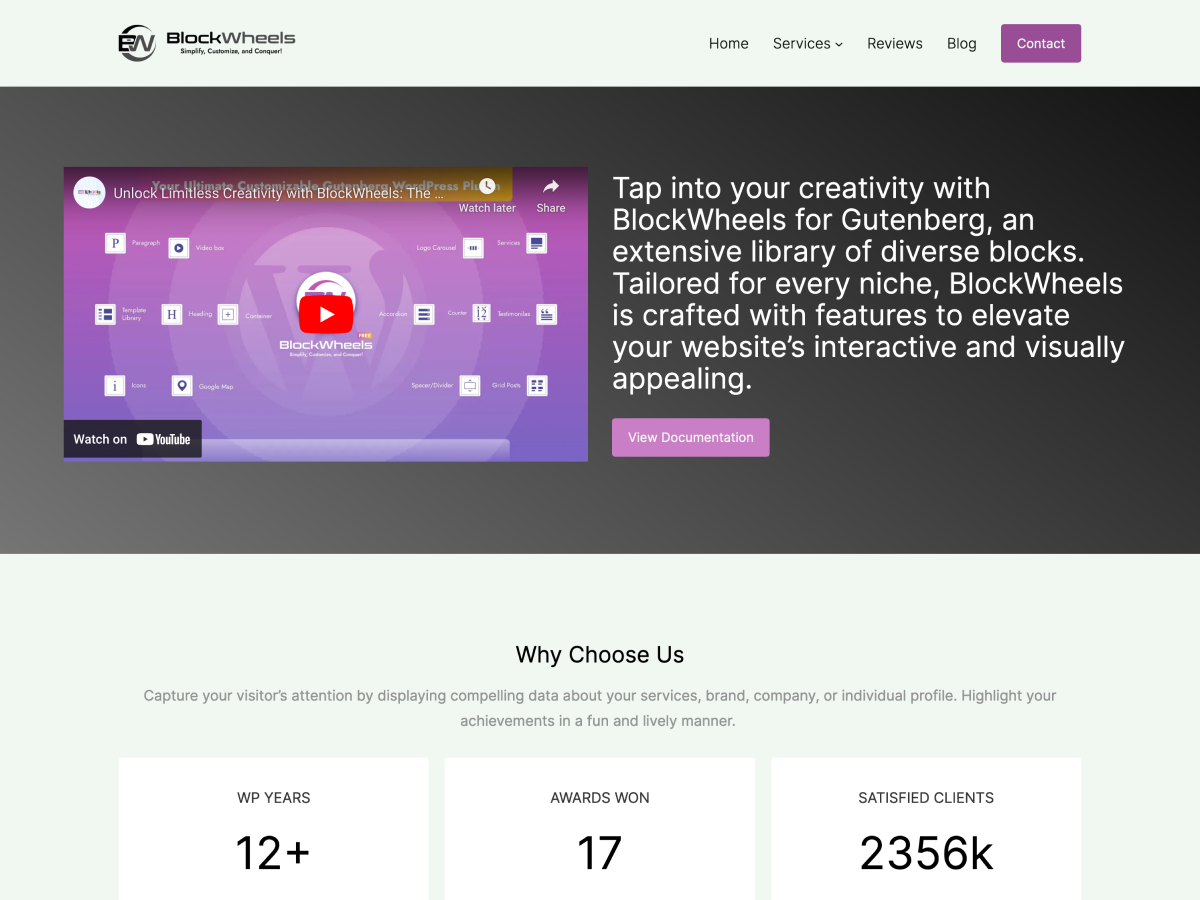 BW
BlockWheels
Simplify, Customize, and Conquer!
Home
Services
Reviews
Blog
Contact
Your Ultimate Customizable Gutenberg WordPress Plugin
Unlock Limitless Creativity with BlockWheels: The ...
Watch later
Share
P
Paragraph
Video box
Logo Carousel
Services
Template
Library
H
Heading
Container
Accordion
Counter
Testimonilas
FREE
BlockWheels
Simplify, Customize, and Conquer!
i
Icons
Google Map
Spacer/Divider
Grid Posts
Watch on YouTube
Tap into your creativity with
BlockWheels for Gutenberg, an
extensive library of diverse blocks.
Tailored for every niche, BlockWheels
is crafted with features to elevate
your website’s interactive and visually
appealing.
View Documentation
Why Choose Us
Capture your visitor’s attention by displaying compelling data about your services, brand, company, or individual profile. Highlight your
achievements in a fun and lively manner.
WP YEARS
12+
AWARDS WON
17
SATISFIED CLIENTS
2356k